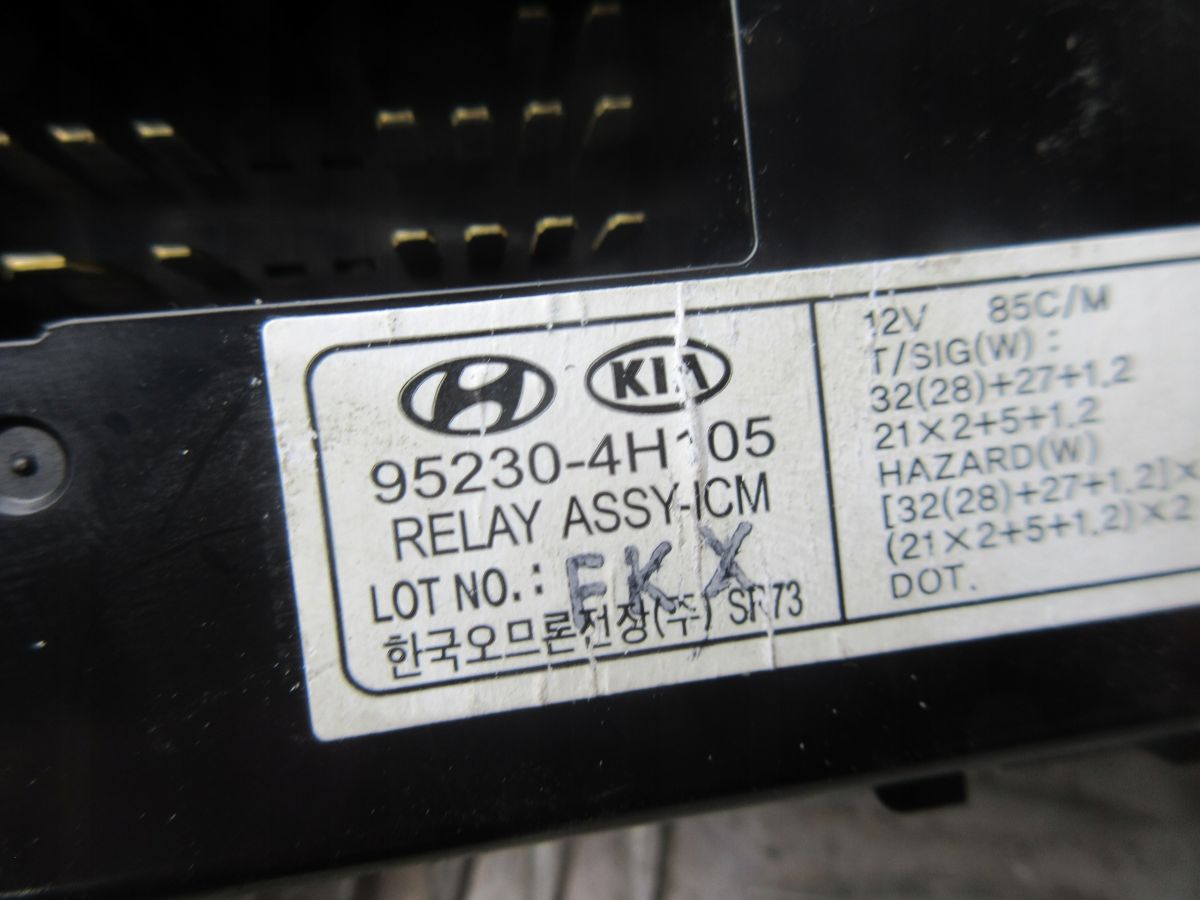 KIA
95230-4H105
RELAY ASSY-ICM
LOT NO.: FKX
한국오므론전장(주) SR73
12V 85C/M
T/SIG(W) :
32(28)+27+1.2
21×2+5+1.2
HAZARD(W)
[32(28)+27+1.2]×
(21×2+5+1.2)×2
DOT.